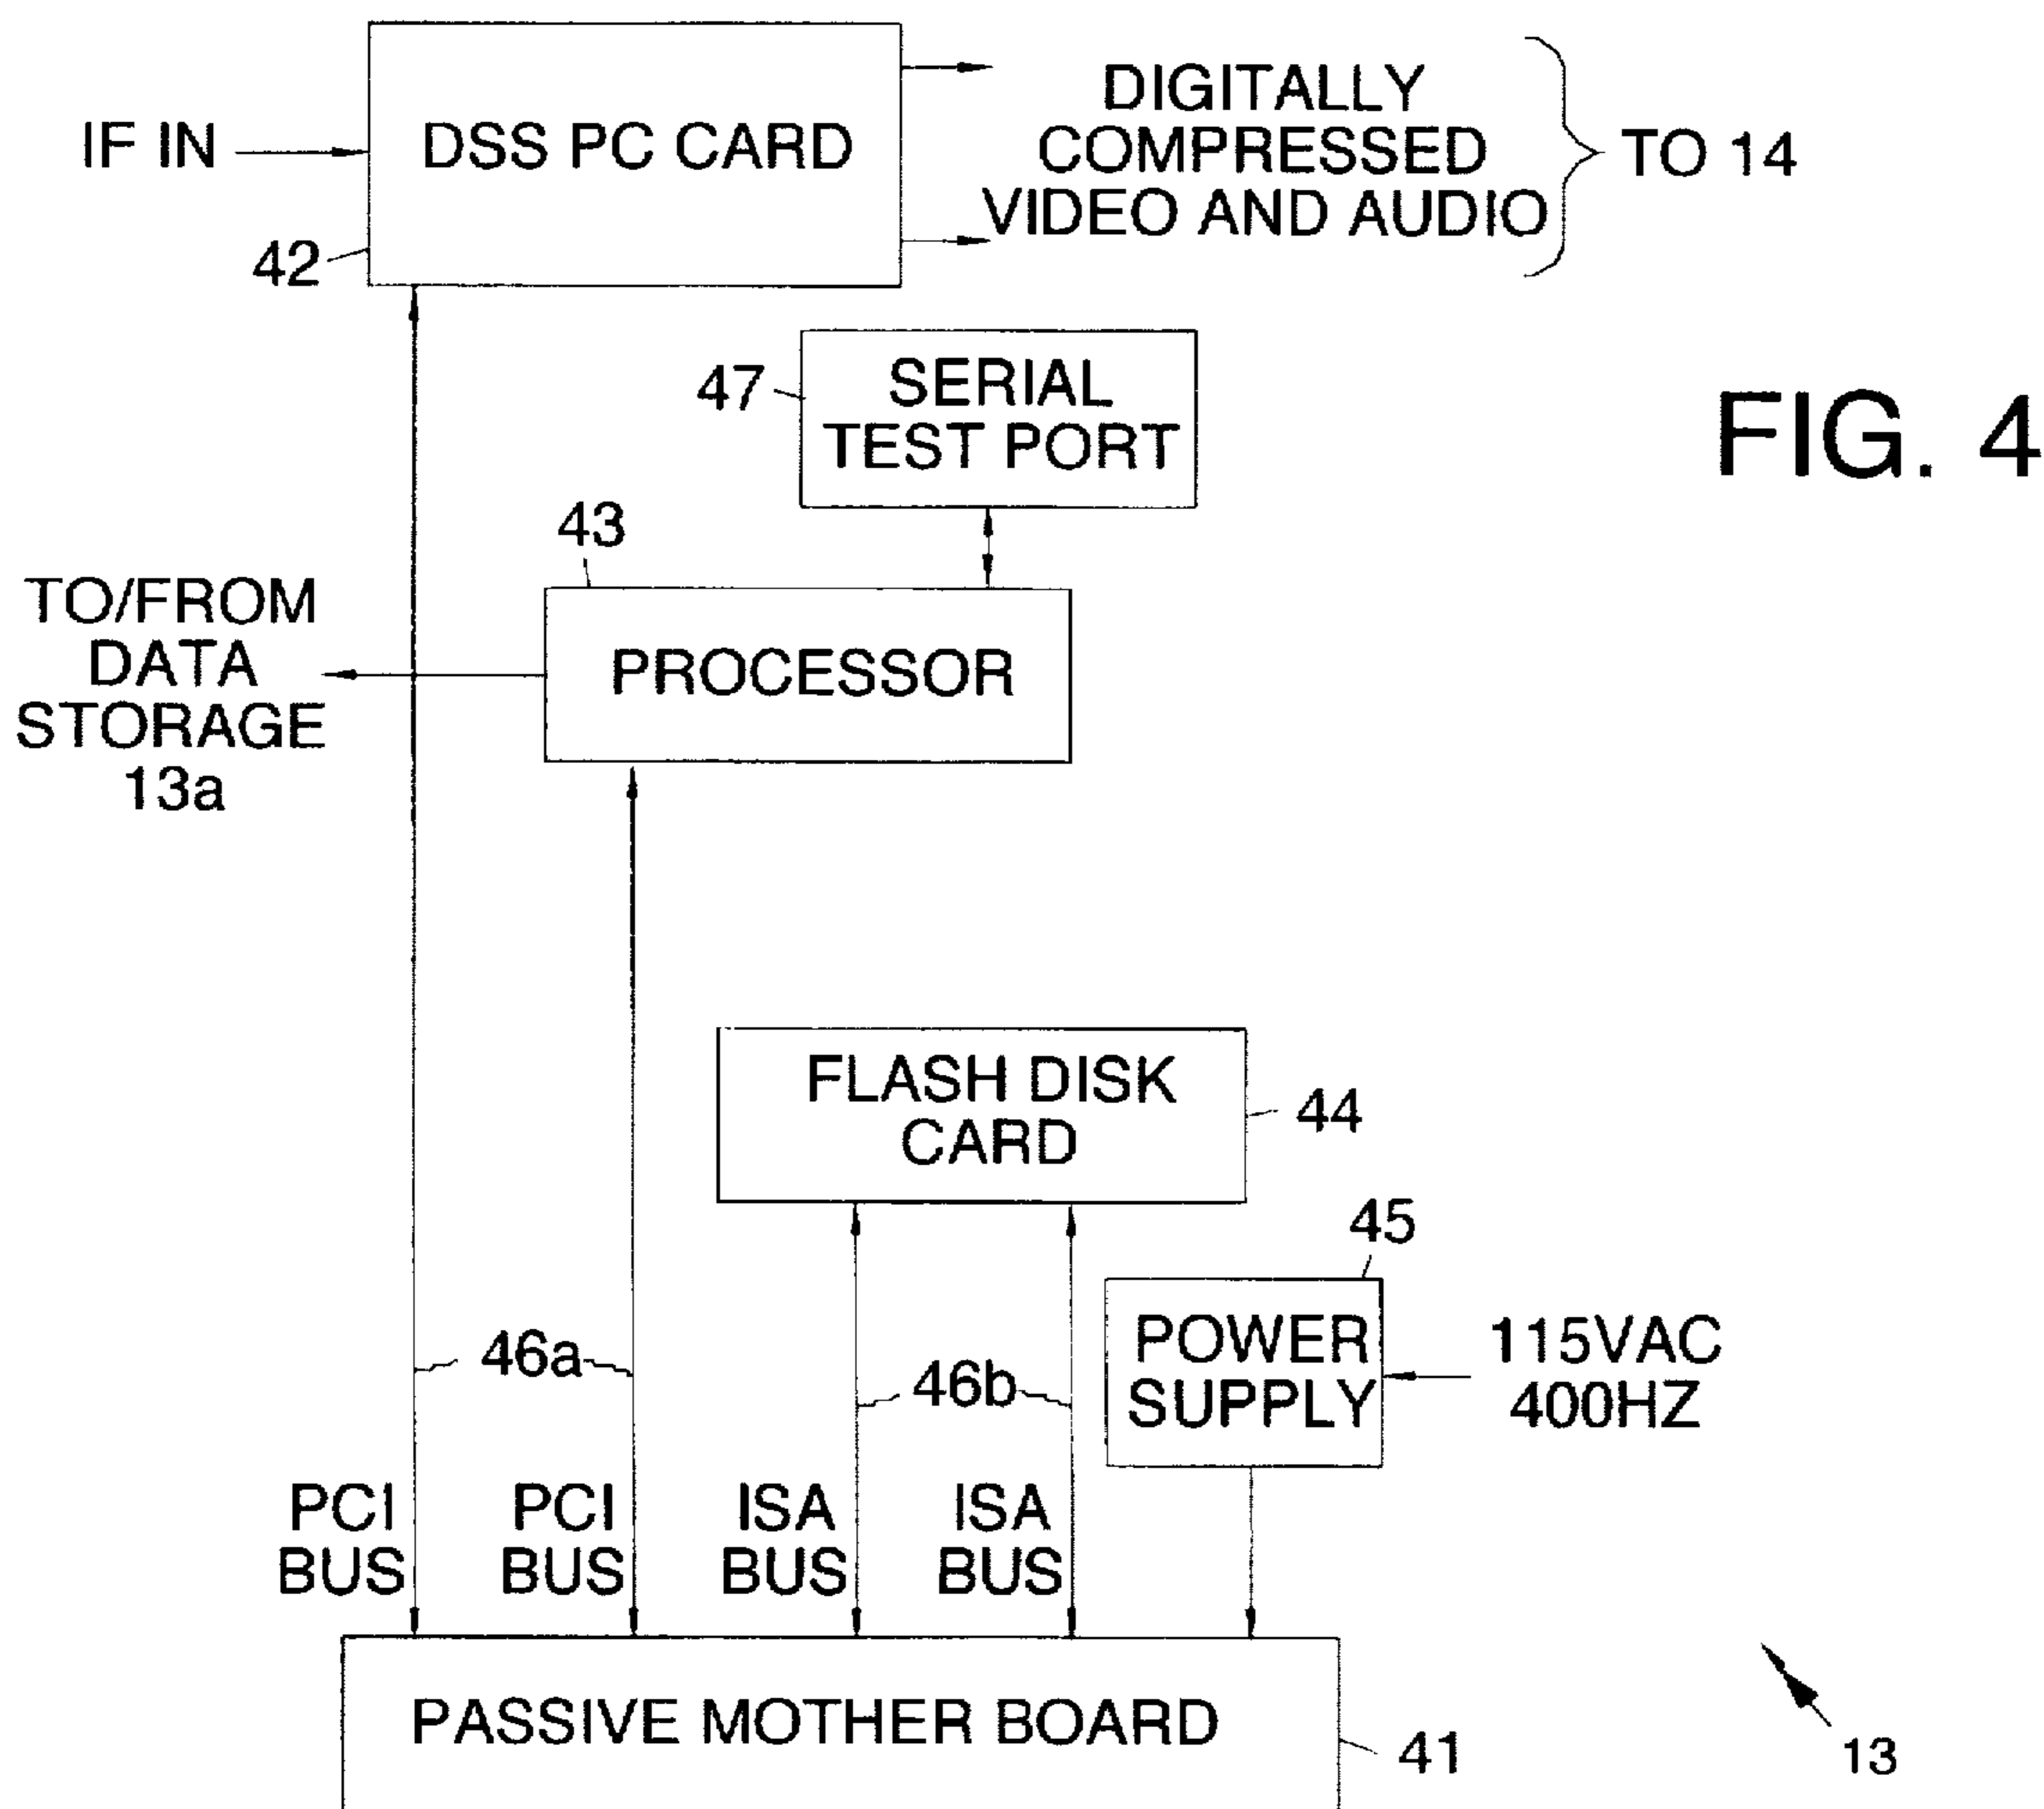 IF IN
DSS PC CARD
DIGITALLY
COMPRESSED
VIDEO AND AUDIO
TO 14
42
SERIAL
TEST PORT
47
FIG. 4
43
TO/FROM
DATA
STORAGE
13a
PROCESSOR
FLASH DISK
CARD
44
45
POWER
SUPPLY
115VAC
400HZ
46a
46b
PCI
BUS
PCI
BUS
ISA
BUS
ISA
BUS
PASSIVE MOTHER BOARD
41
13